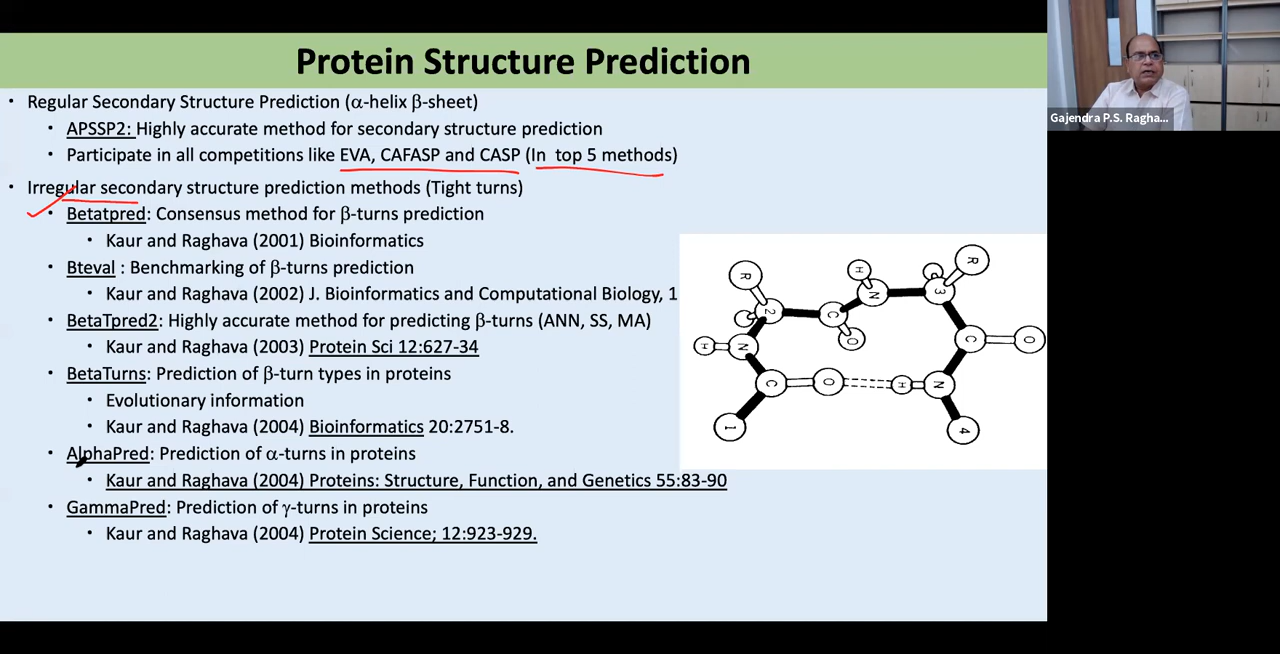 Protein Structure Prediction
• Regular Secondary Structure Prediction (α-helix β-sheet)
• APSSP2: Highly accurate method for secondary structure prediction
• Participate in all competitions like EVA, CAFASP and CASP (In top 5 methods)
• Irregular secondary structure prediction methods (Tight turns)
• Betatpred: Consensus method for β-turns prediction
• Kaur and Raghava (2001) Bioinformatics
• Bteval : Benchmarking of β-turns prediction
• Kaur and Raghava (2002) J. Bioinformatics and Computational Biology, 1
• BetaTpred2: Highly accurate method for predicting β-turns (ANN, SS, MA)
• Kaur and Raghava (2003) Protein Sci 12:627-34
• BetaTurns: Prediction of β-turn types in proteins
• Evolutionary information
• Kaur and Raghava (2004) Bioinformatics 20:2751-8.
• AlphaPred: Prediction of α-turns in proteins
• Kaur and Raghava (2004) Proteins: Structure, Function, and Genetics 55:83-90
• GammaPred: Prediction of γ-turns in proteins
• Kaur and Raghava (2004) Protein Science; 12:923-929.
R H N 3 R
2 C O
H N C O
C O H N
1 4
Gajendra P.S. Ragha...